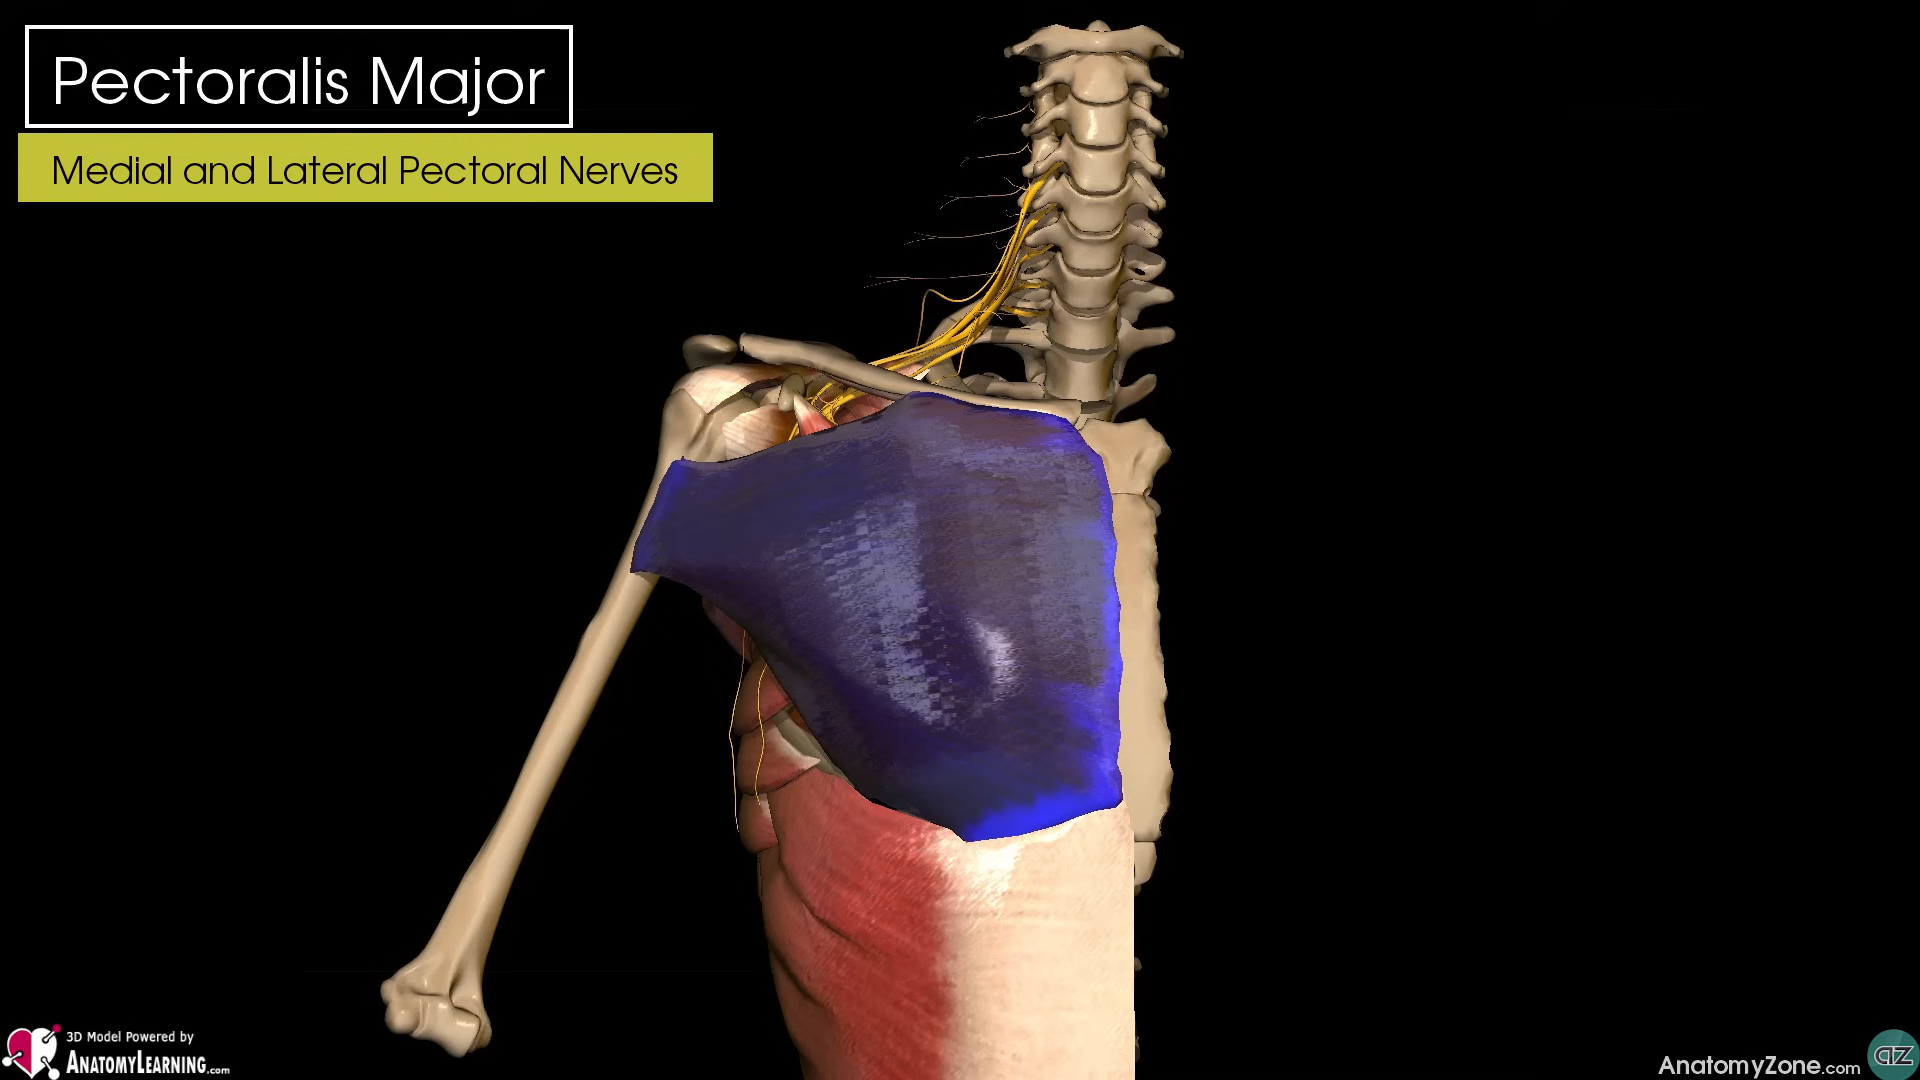 Pectoralis Major
Medial and Lateral Pectoral Nerves
3D Model Powered by
ANATOMYLEARNING.com
AnatomyZone.com
az